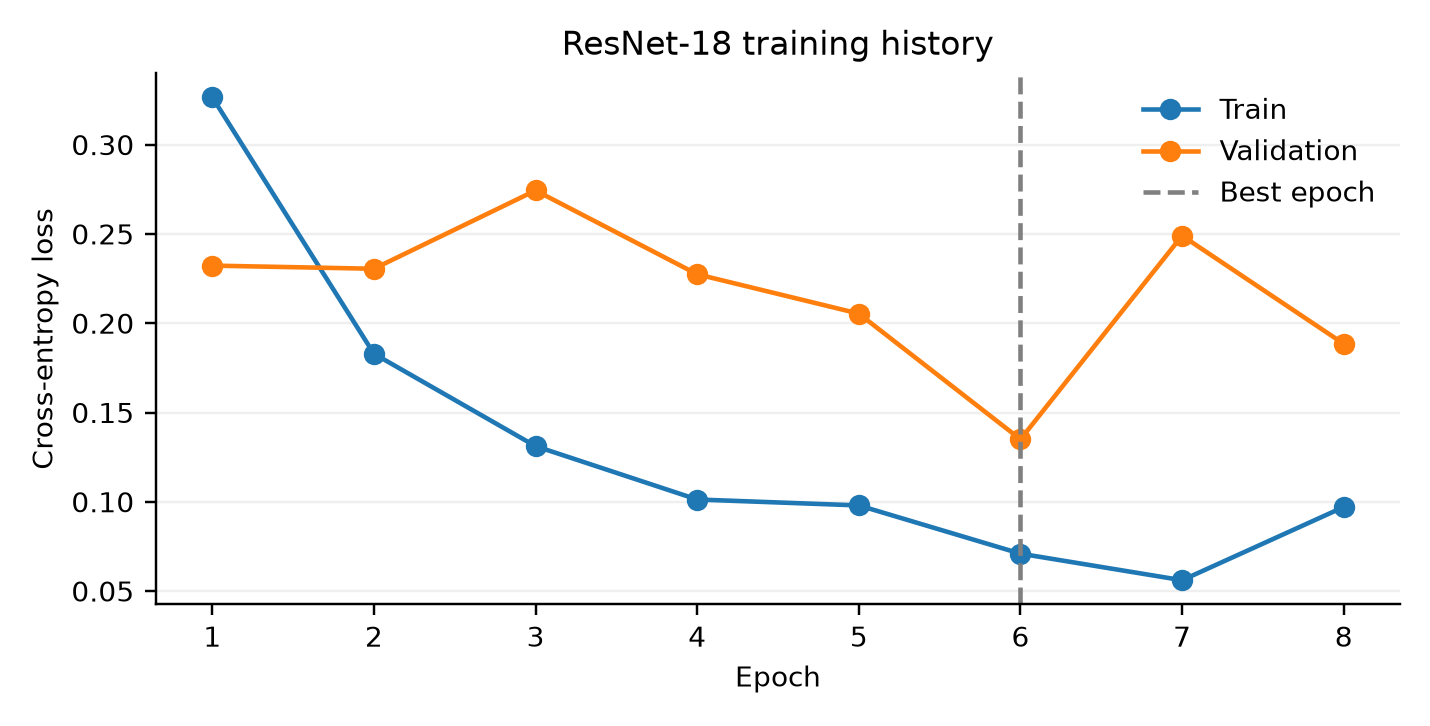 ResNet-18 training history
Train
Validation
Best epoch
Cross-entropy loss
0.30
0.25
0.20
0.15
0.10
0.05
1 2 3 4 5 6 7 8
Epoch